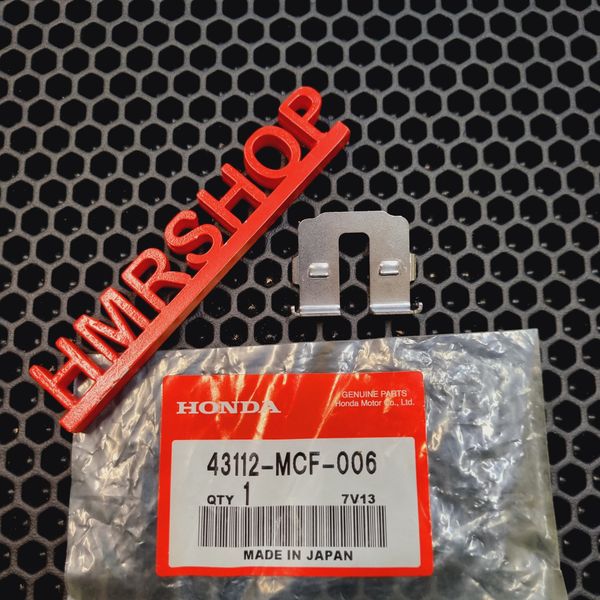 HMRSHOP
HONDA
GENUINE PARTS
Honda Motor Co., Ltd.
43112-MCF-006
QTY 1 7V13
MADE IN JAPAN